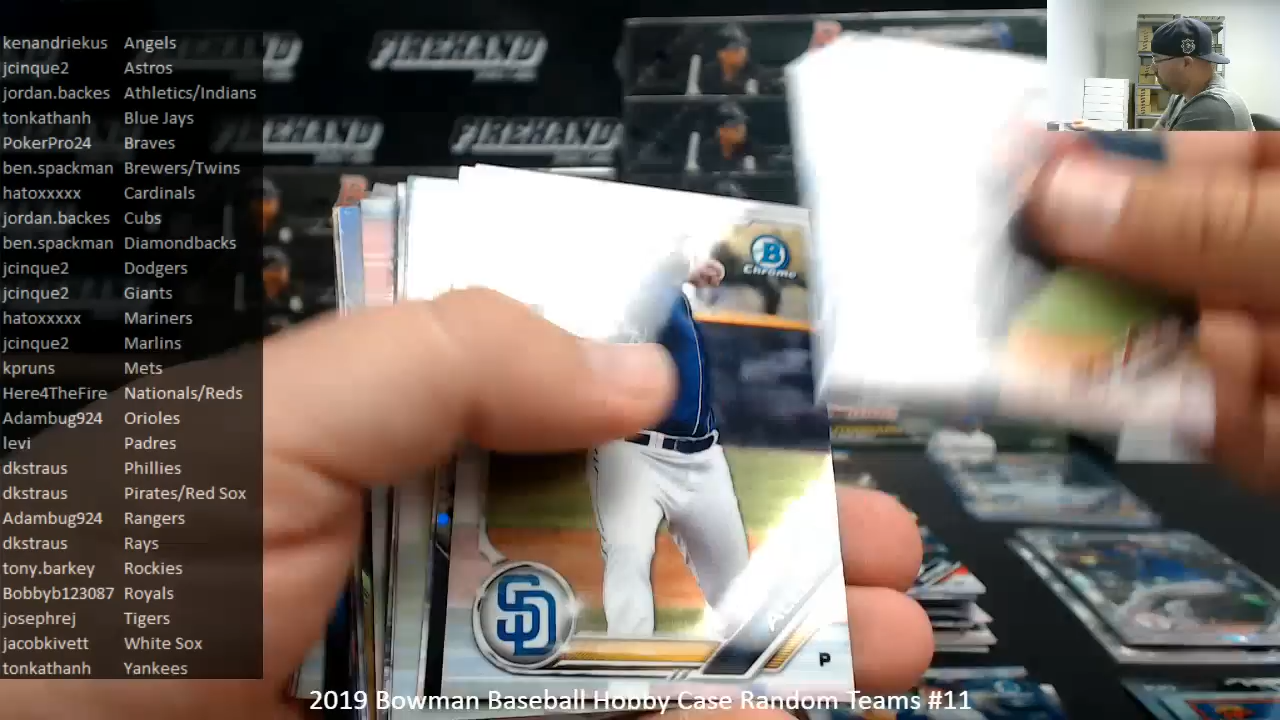 kenandriekus Angels
jcinque2 Astros
jordan.backes Athletics/Indians
tonkathanh Blue Jays
PokerPro24 Braves
ben.spackman Brewers/Twins
hatoxxxxx Cardinals
jordan.backes Cubs
ben.spackman Diamondbacks
jcinque2 Dodgers
jcinque2 Giants
hatoxxxxx Mariners
jcinque2 Marlins
kpruns Mets
Here4TheFire Nationals/Reds
Adambug924 Orioles
levi Padres
dkstraus Phillies
dkstraus Pirates/Red Sox
Adambug924 Rangers
dkstraus Rays
tony.barkey Rockies
Bobbyb123087 Royals
josephrej Tigers
jacobkivett White Sox
tonkathanh Yankees
FIREHAND
FIREHAND
B
Chrome
SD
P
2019 Bowman Baseball Hobby Case Random Teams #11